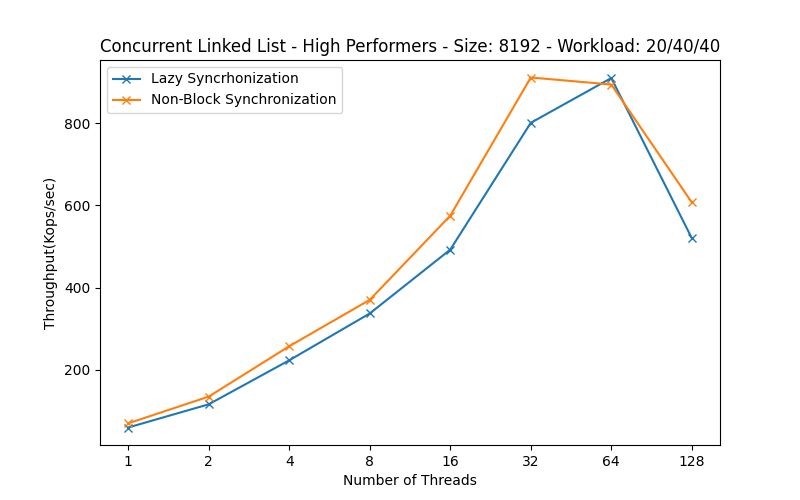 Concurrent Linked List - High Performers - Size: 8192 - Workload: 20/40/40
Lazy Syncrhonization
Non-Block Synchronization
Throughput(Kops/sec)
800
600
400
200
1 2 4 8 16 32 64 128
Number of Threads